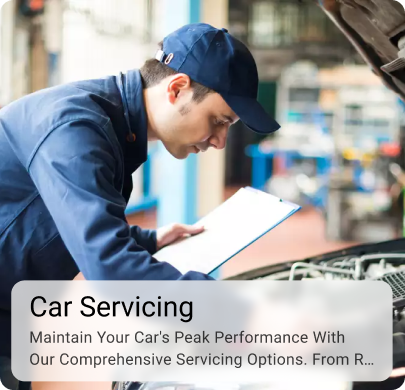 Car Servicing
Maintain Your Car's Peak Performance With
Our Comprehensive Servicing Options. From R...